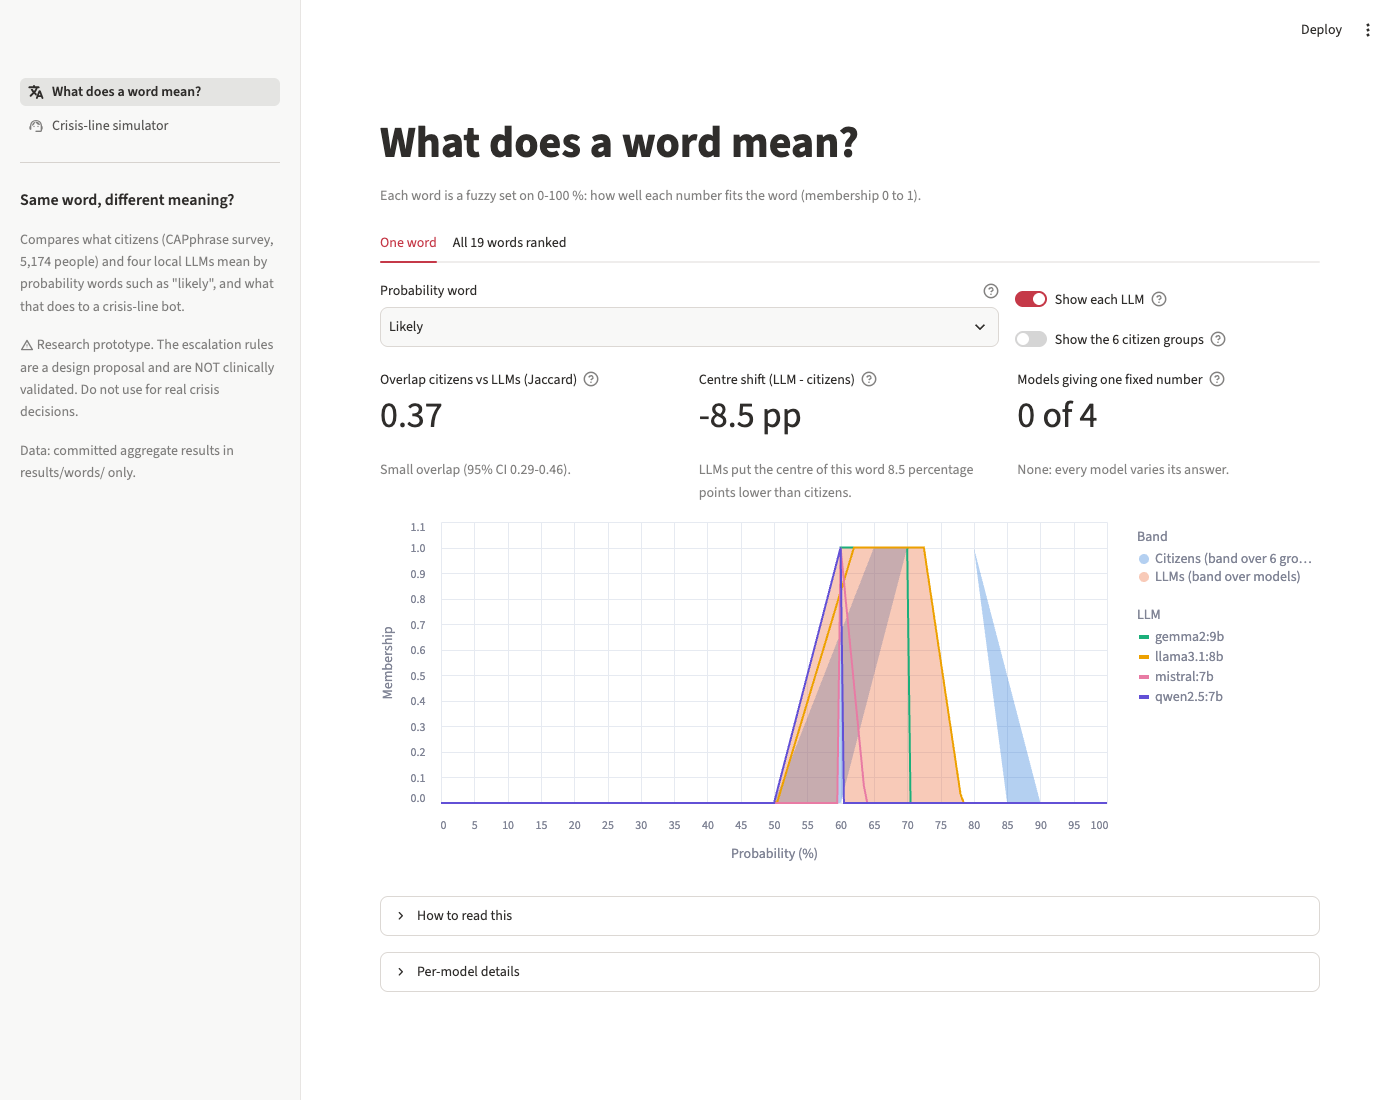 Deploy
What does a word mean?
Crisis-line simulator
Same word, different meaning?
Compares what citizens (CAPphrase survey,
5,174 people) and four local LLMs mean by
probability words such as "likely", and what
that does to a crisis-line bot.
Research prototype. The escalation rules
are a design proposal and are NOT clinically
validated. Do not use for real crisis
decisions.
Data: committed aggregate results in
results/words/ only.
What does a word mean?
Each word is a fuzzy set on 0-100 %: how well each number fits the word (membership 0 to 1).
One word All 19 words ranked
Probability word
Likely
Show each LLM
Show the 6 citizen groups
Overlap citizens vs LLMs (Jaccard)
0.37
Small overlap (95% CI 0.29-0.46).
Centre shift (LLM - citizens)
-8.5 pp
LLMs put the centre of this word 8.5 percentage
points lower than citizens.
Models giving one fixed number
0 of 4
None: every model varies its answer.
Membership
1.1
1.0
0.9
0.8
0.7
0.6
0.5
0.4
0.3
0.2
0.1
0.0
0 5 10 15 20 25 30 35 40 45 50 55 60 65 70 75 80 85 90 95 100
Probability (%)
Band
Citizens (band over 6 gro…
LLMs (band over models)
LLM
gemma2:9b
llama3.1:8b
mistral:7b
qwen2.5:7b
How to read this
Per-model details